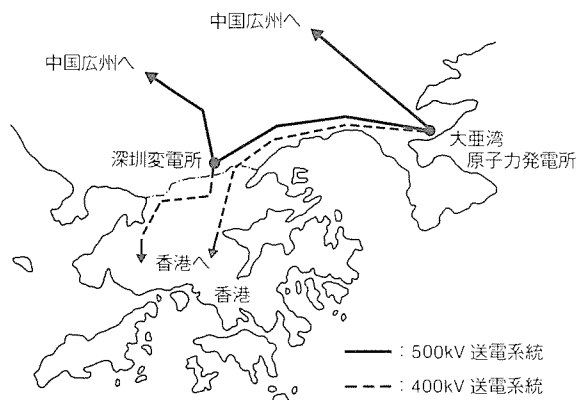 中国広州へ
中国広州へ
深圳変電所
大亜湾
原子力発電所
香港へ
香港
：500kV 送電系統
：400kV 送電系統